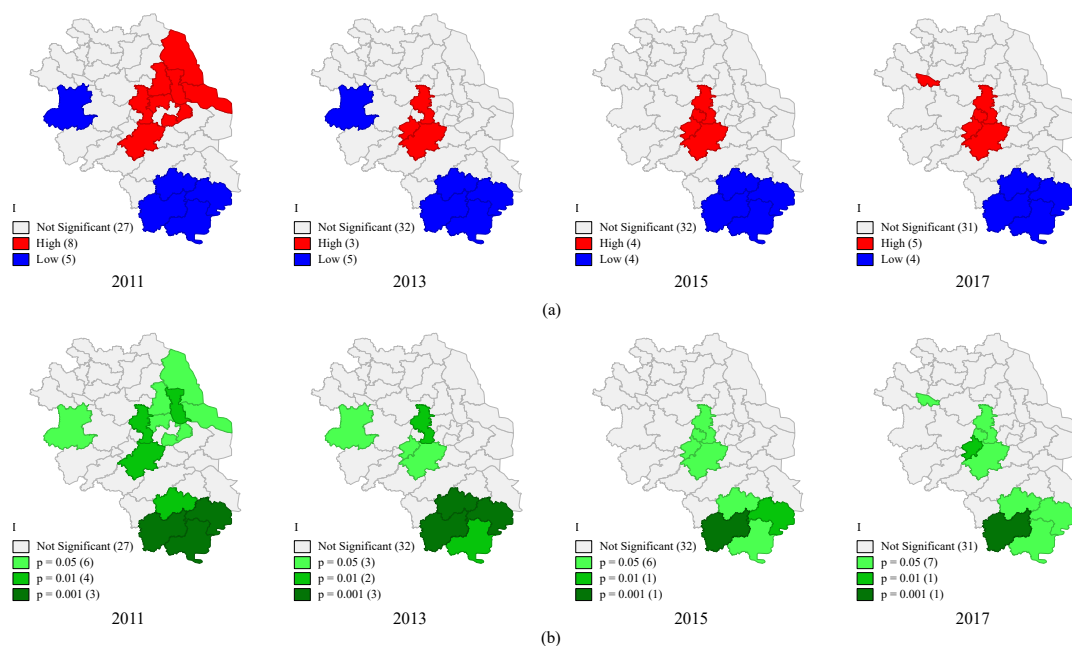 I
Not Significant (27)
High (8)
Low (5)
2011
I
Not Significant (32)
High (3)
Low (5)
2013
I
Not Significant (32)
High (4)
Low (4)
2015
I
Not Significant (31)
High (5)
Low (4)
2017
(a)
I
Not Significant (27)
p = 0.05 (6)
p = 0.01 (4)
p = 0.001 (3)
2011
I
Not Significant (32)
p = 0.05 (3)
p = 0.01 (2)
p = 0.001 (3)
2013
I
Not Significant (32)
p = 0.05 (6)
p = 0.01 (1)
p = 0.001 (1)
2015
I
Not Significant (31)
p = 0.05 (7)
p = 0.01 (1)
p = 0.001 (1)
2017
(b)